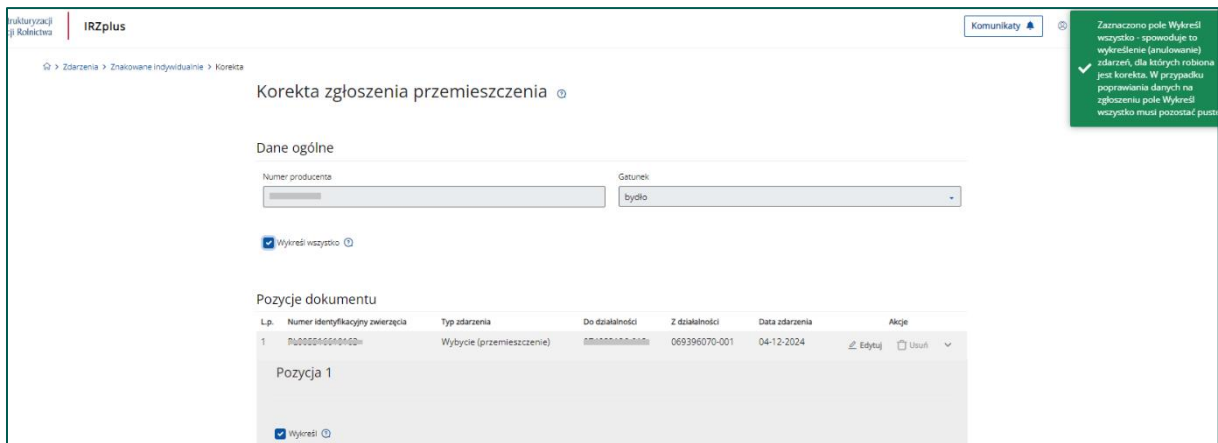 rukturyzacji
ji Rolnictwa
IRZplus
Komunikaty
Zaznaczono pole Wykreśl
wszystko - spowoduje to
wykreślenie (anulowanie)
zdarzeń, dla których robiona
jest korekta. W przypadku
poprawiania danych na
zgłoszeniu pole Wykreśl
wszystko musi pozostać pust
> Zdarzenia > Znakowane indywidualnie > Korekta
Korekta zgłoszenia przemieszczenia
Dane ogólne
Numer producenta Gatunek
bydło
Wykreśl wszystko
Pozycje dokumentu
L.p. Numer identyfikacyjny zwierzęcia Typ zdarzenia Do działalności Z działalności Data zdarzenia Akcje
1 Wybycie (przemieszczenie) 069396070-001 04-12-2024 Edytuj Usuń
Pozycja 1
Wykreśl